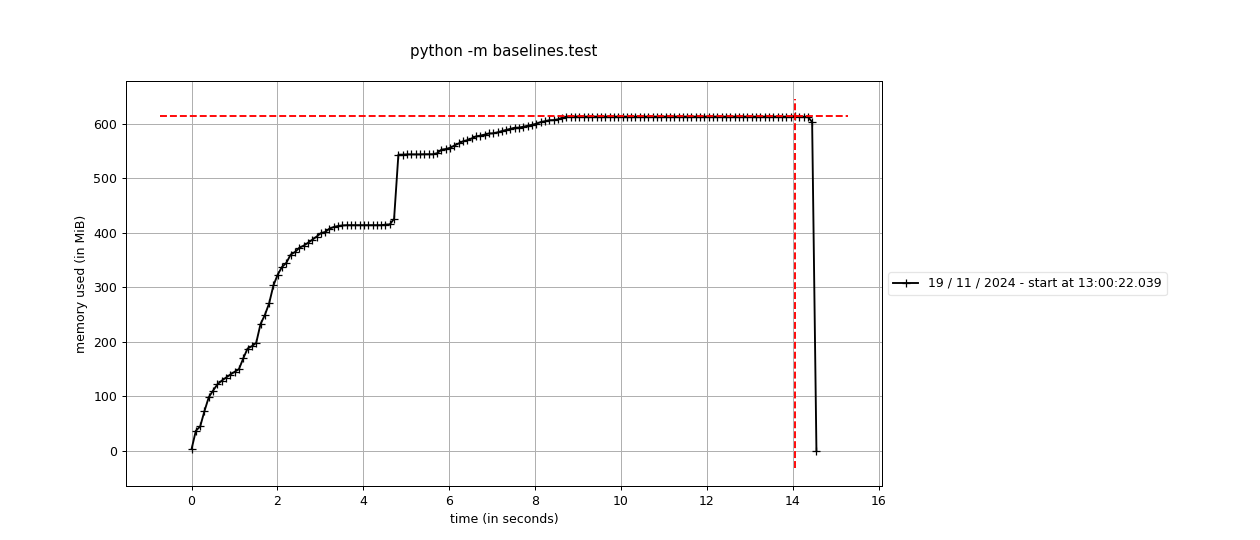 python -m baselines.test
memory used (in MiB)
600
500
400
300
200
100
0
0 2 4 6 8 10 12 14 16
time (in seconds)
19 / 11 / 2024 - start at 13:00:22.039